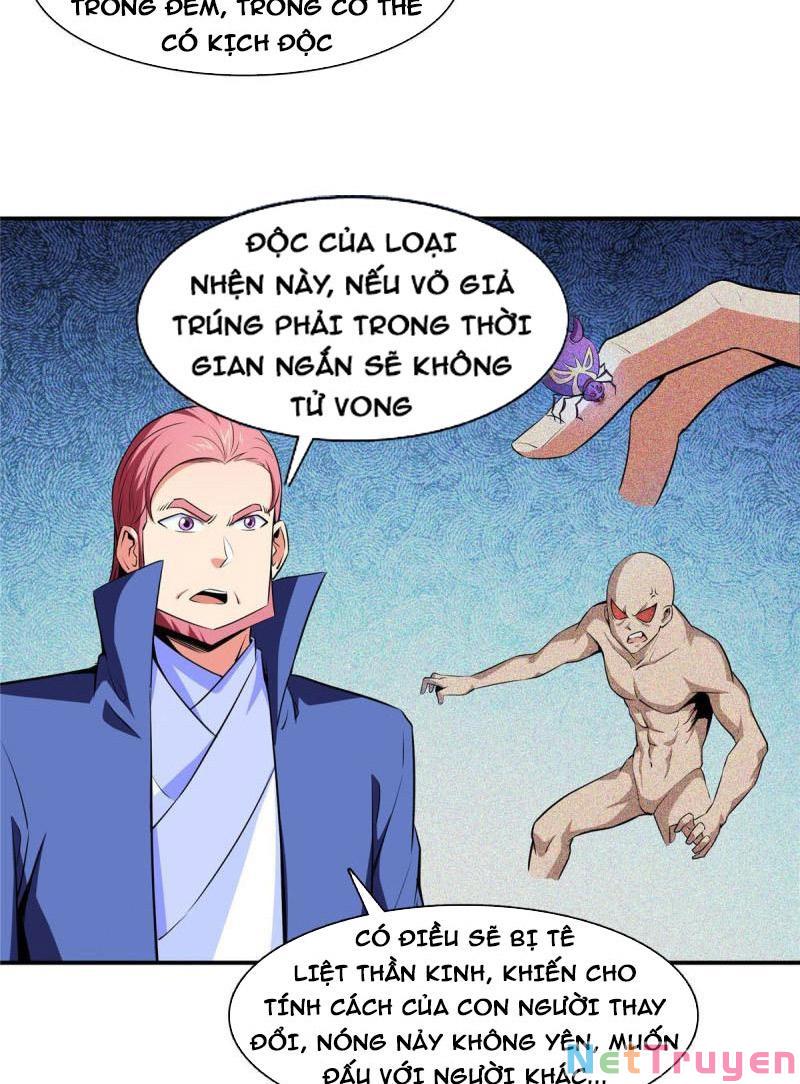 TRONG ĐÊM, TRONG CƠ THỂ
CÓ KỊCH ĐỘC
ĐỘC CỦA LOẠI
NHỆN NÀY, NẾU VÕ GIẢ
TRÚNG PHẢI TRONG THỜI
GIAN NGẮN SẼ KHÔNG
TỬ VONG
CÓ ĐIỀU SẼ BỊ TÊ
LIỆT THẦN KINH, KHIẾN CHO
TÍNH CÁCH CỦA CON NGƯỜI THAY
ĐỔI, NÓNG NẢY KHÔNG YÊN, MUỐN
ĐẤU VỚI NGƯỜI KHÁC...
NetTruyen